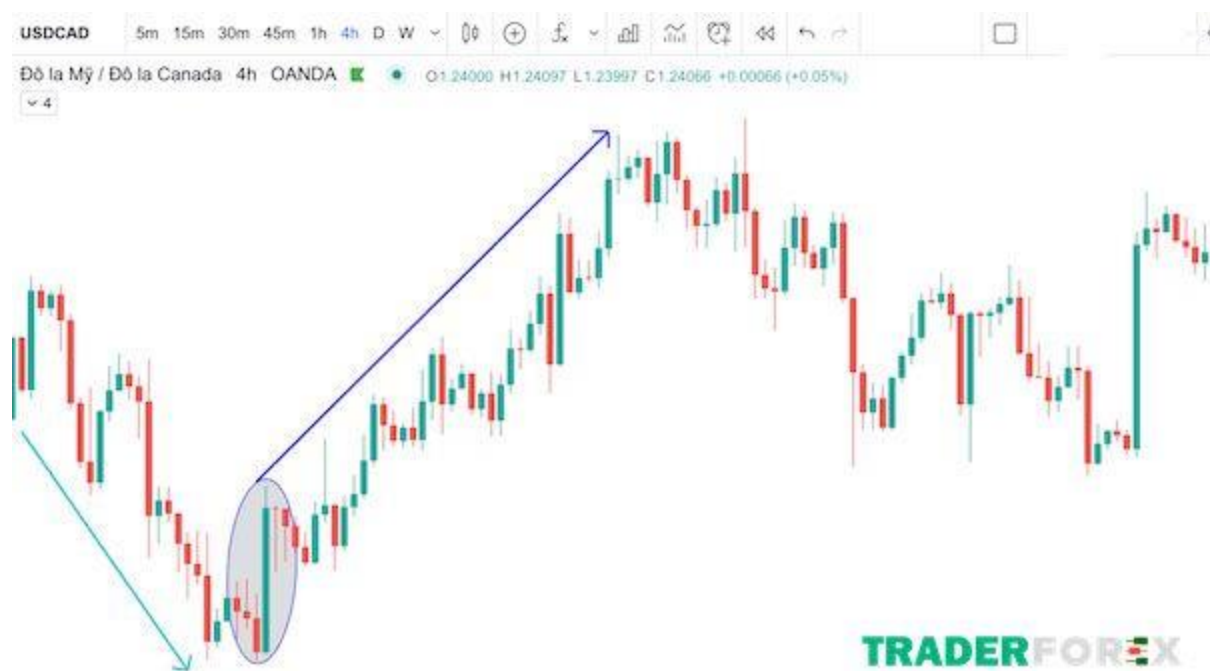 USDCAD 5m 15m 30m 45m 1h 4h D W
Đô la Mỹ / Đô la Canada 4h OANDA O1.24000 H1.24097 L1.23997 C1.24066 +0.00066 (+0.05%)
4
TRADERFOREX